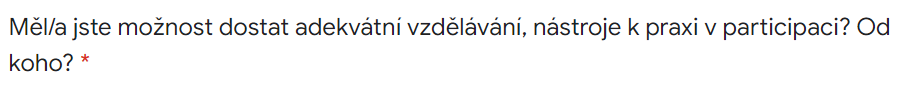 Měl/a jste možnost dostat adekvátní vzdělávání, nástroje k praxi v participaci? Od
koho? *